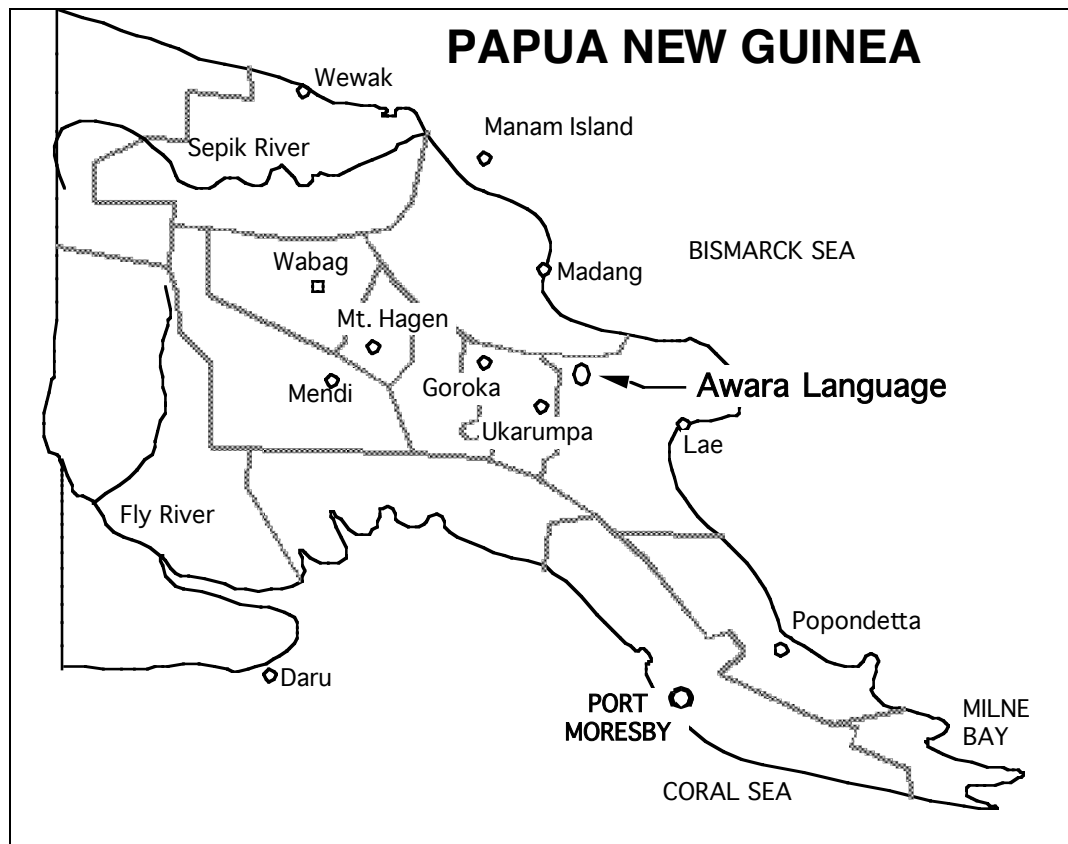 PAPUA NEW GUINEA
Wewak
Manam Island
Sepik River
BISMARCK SEA
Wabag
Madang
Mt. Hagen
Mendi
Goroka
Awara Language
Ukarumpa
Lae
Fly River
Popondetta
Daru
PORT
MORESBY
MILNE
BAY
CORAL SEA